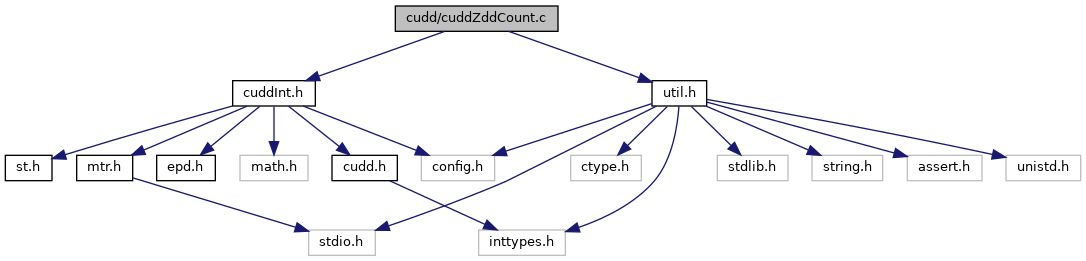 cudd/cuddZddCount.c
cuddInt.h
util.h
st.h
mtr.h
epd.h
math.h
cudd.h
config.h
ctype.h
stdlib.h
string.h
assert.h
unistd.h
stdio.h
inttypes.h